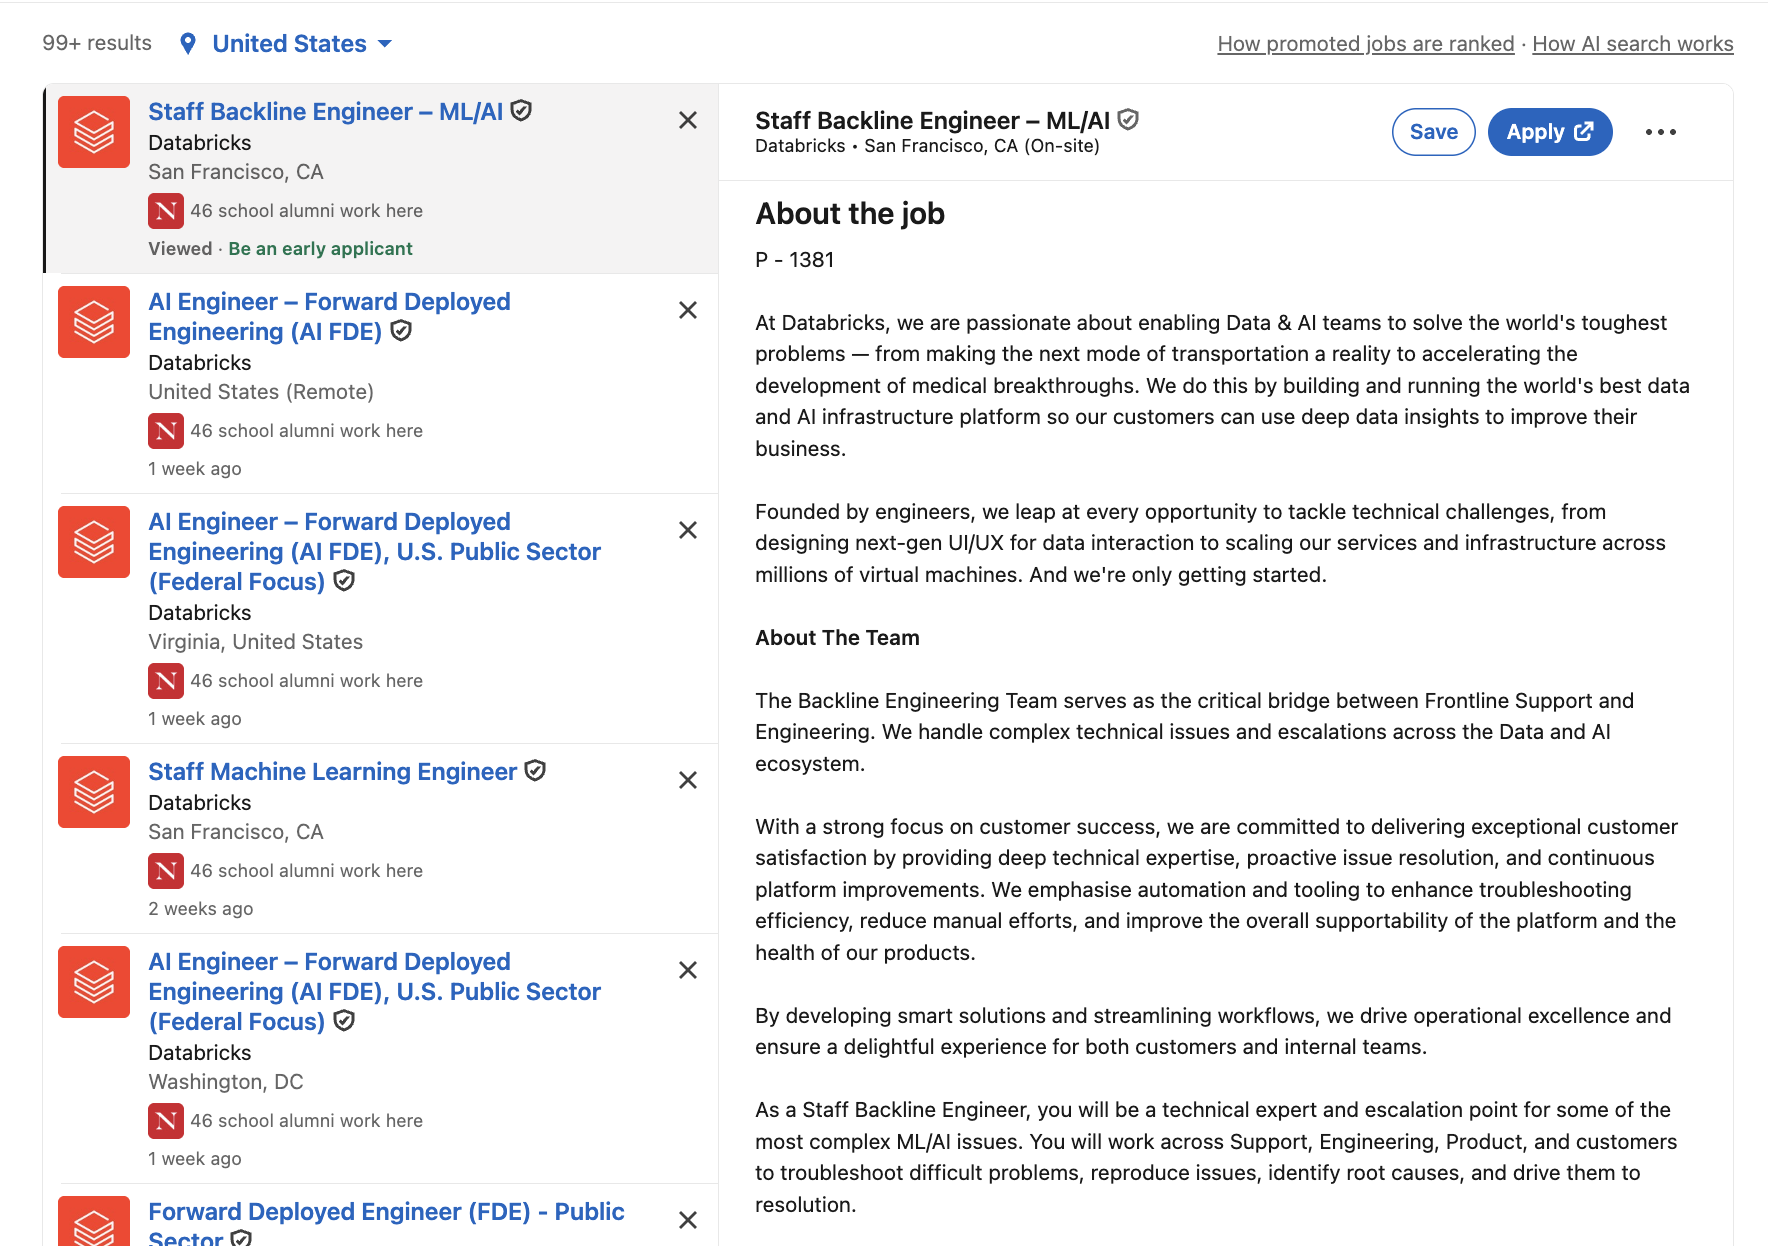 99+ results
United States
How promoted jobs are ranked · How AI search works
Staff Backline Engineer – ML/AI
Databricks
San Francisco, CA
N 46 school alumni work here
Viewed · Be an early applicant
AI Engineer – Forward Deployed
Engineering (AI FDE)
Databricks
United States (Remote)
N 46 school alumni work here
1 week ago
AI Engineer – Forward Deployed
Engineering (AI FDE), U.S. Public Sector
(Federal Focus)
Databricks
Virginia, United States
N 46 school alumni work here
1 week ago
Staff Machine Learning Engineer
Databricks
San Francisco, CA
N 46 school alumni work here
2 weeks ago
AI Engineer – Forward Deployed
Engineering (AI FDE), U.S. Public Sector
(Federal Focus)
Databricks
Washington, DC
N 46 school alumni work here
1 week ago
Forward Deployed Engineer (FDE) - Public
Sector
Staff Backline Engineer – ML/AI
Databricks • San Francisco, CA (On-site)
Save
Apply
About the job
P - 1381
At Databricks, we are passionate about enabling Data & AI teams to solve the world's toughest
problems — from making the next mode of transportation a reality to accelerating the
development of medical breakthroughs. We do this by building and running the world's best data
and AI infrastructure platform so our customers can use deep data insights to improve their
business.
Founded by engineers, we leap at every opportunity to tackle technical challenges, from
designing next-gen UI/UX for data interaction to scaling our services and infrastructure across
millions of virtual machines. And we're only getting started.
About The Team
The Backline Engineering Team serves as the critical bridge between Frontline Support and
Engineering. We handle complex technical issues and escalations across the Data and AI
ecosystem.
With a strong focus on customer success, we are committed to delivering exceptional customer
satisfaction by providing deep technical expertise, proactive issue resolution, and continuous
platform improvements. We emphasise automation and tooling to enhance troubleshooting
efficiency, reduce manual efforts, and improve the overall supportability of the platform and the
health of our products.
By developing smart solutions and streamlining workflows, we drive operational excellence and
ensure a delightful experience for both customers and internal teams.
As a Staff Backline Engineer, you will be a technical expert and escalation point for some of the
most complex ML/AI issues. You will work across Support, Engineering, Product, and customers
to troubleshoot difficult problems, reproduce issues, identify root causes, and drive them to
resolution.